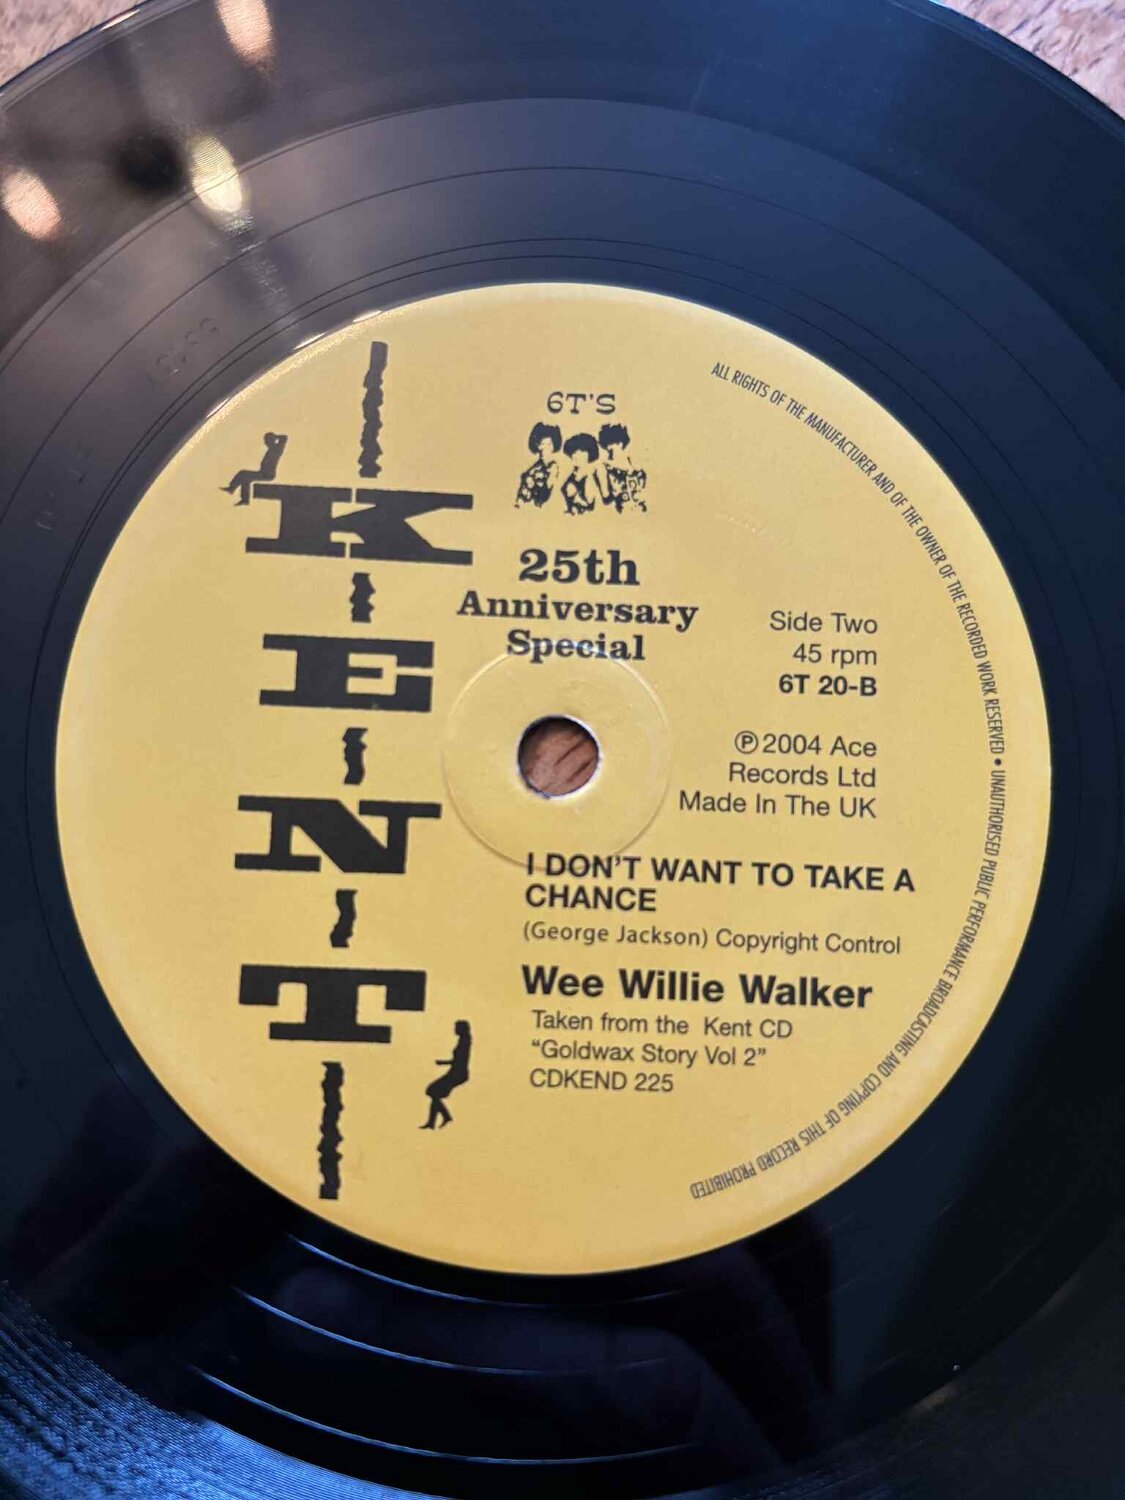 6T'S
KENT
25th
Anniversary
Special
Side Two
45 rpm
6T 20-B
℗ 2004 Ace
Records Ltd
Made In The UK
I DON'T WANT TO TAKE A
CHANCE
(George Jackson) Copyright Control
Wee Willie Walker
Taken from the Kent CD
“Goldwax Story Vol 2”
CDKEND 225
ALL RIGHTS OF THE MANUFACTURER AND OF THE OWNER OF THE RECORDED WORK RESERVED • UNAUTHORISED PUBLIC PERFORMANCE BROADCASTING AND COPYING OF THIS RECORD PROHIBITED